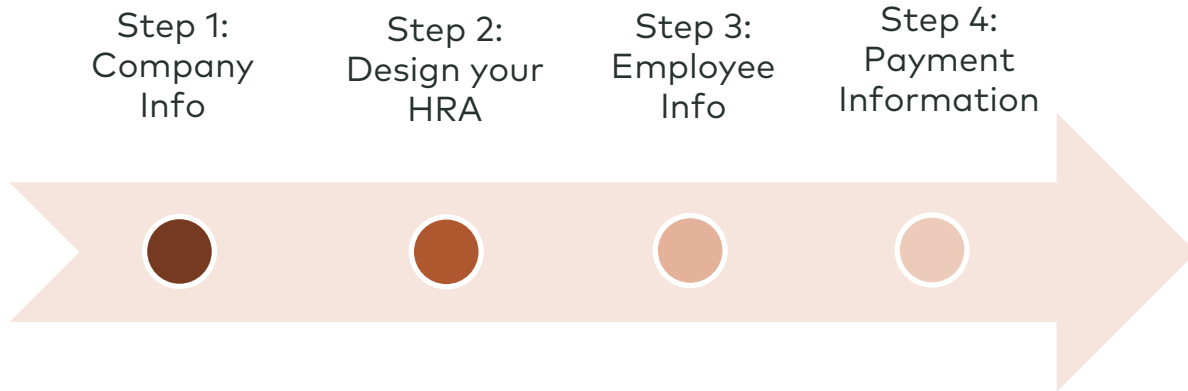 Step 1:
Company
Info
Step 2:
Design your
HRA
Step 3:
Employee
Info
Step 4:
Payment
Information